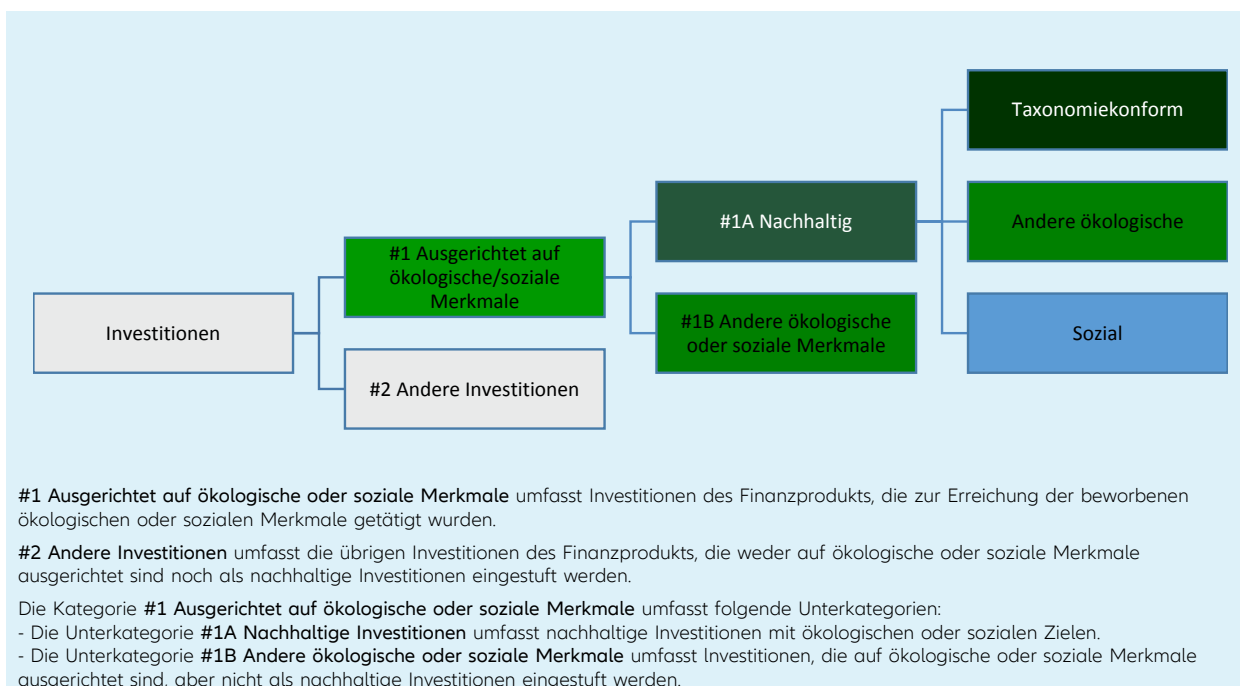 Taxonomiekonform
#1A Nachhaltig
Andere ökologische
#1 Ausgerichtet auf
ökologische/soziale
Merkmale
Investitionen
#1B Andere ökologische
oder soziale Merkmale
Sozial
#2 Andere Investitionen
#1 Ausgerichtet auf ökologische oder soziale Merkmale umfasst Investitionen des Finanzprodukts, die zur Erreichung der beworbenen
ökologischen oder sozialen Merkmale getätigt wurden.
#2 Andere Investitionen umfasst die übrigen Investitionen des Finanzprodukts, die weder auf ökologische oder soziale Merkmale
ausgerichtet sind noch als nachhaltige Investitionen eingestuft werden.
Die Kategorie #1 Ausgerichtet auf ökologische oder soziale Merkmale umfasst folgende Unterkategorien:
- Die Unterkategorie #1A Nachhaltige Investitionen umfasst nachhaltige Investitionen mit ökologischen oder sozialen Zielen.
- Die Unterkategorie #1B Andere ökologische oder soziale Merkmale umfasst Investitionen, die auf ökologische oder soziale Merkmale
ausgerichtet sind, aber nicht als nachhaltige Investitionen eingestuft werden.